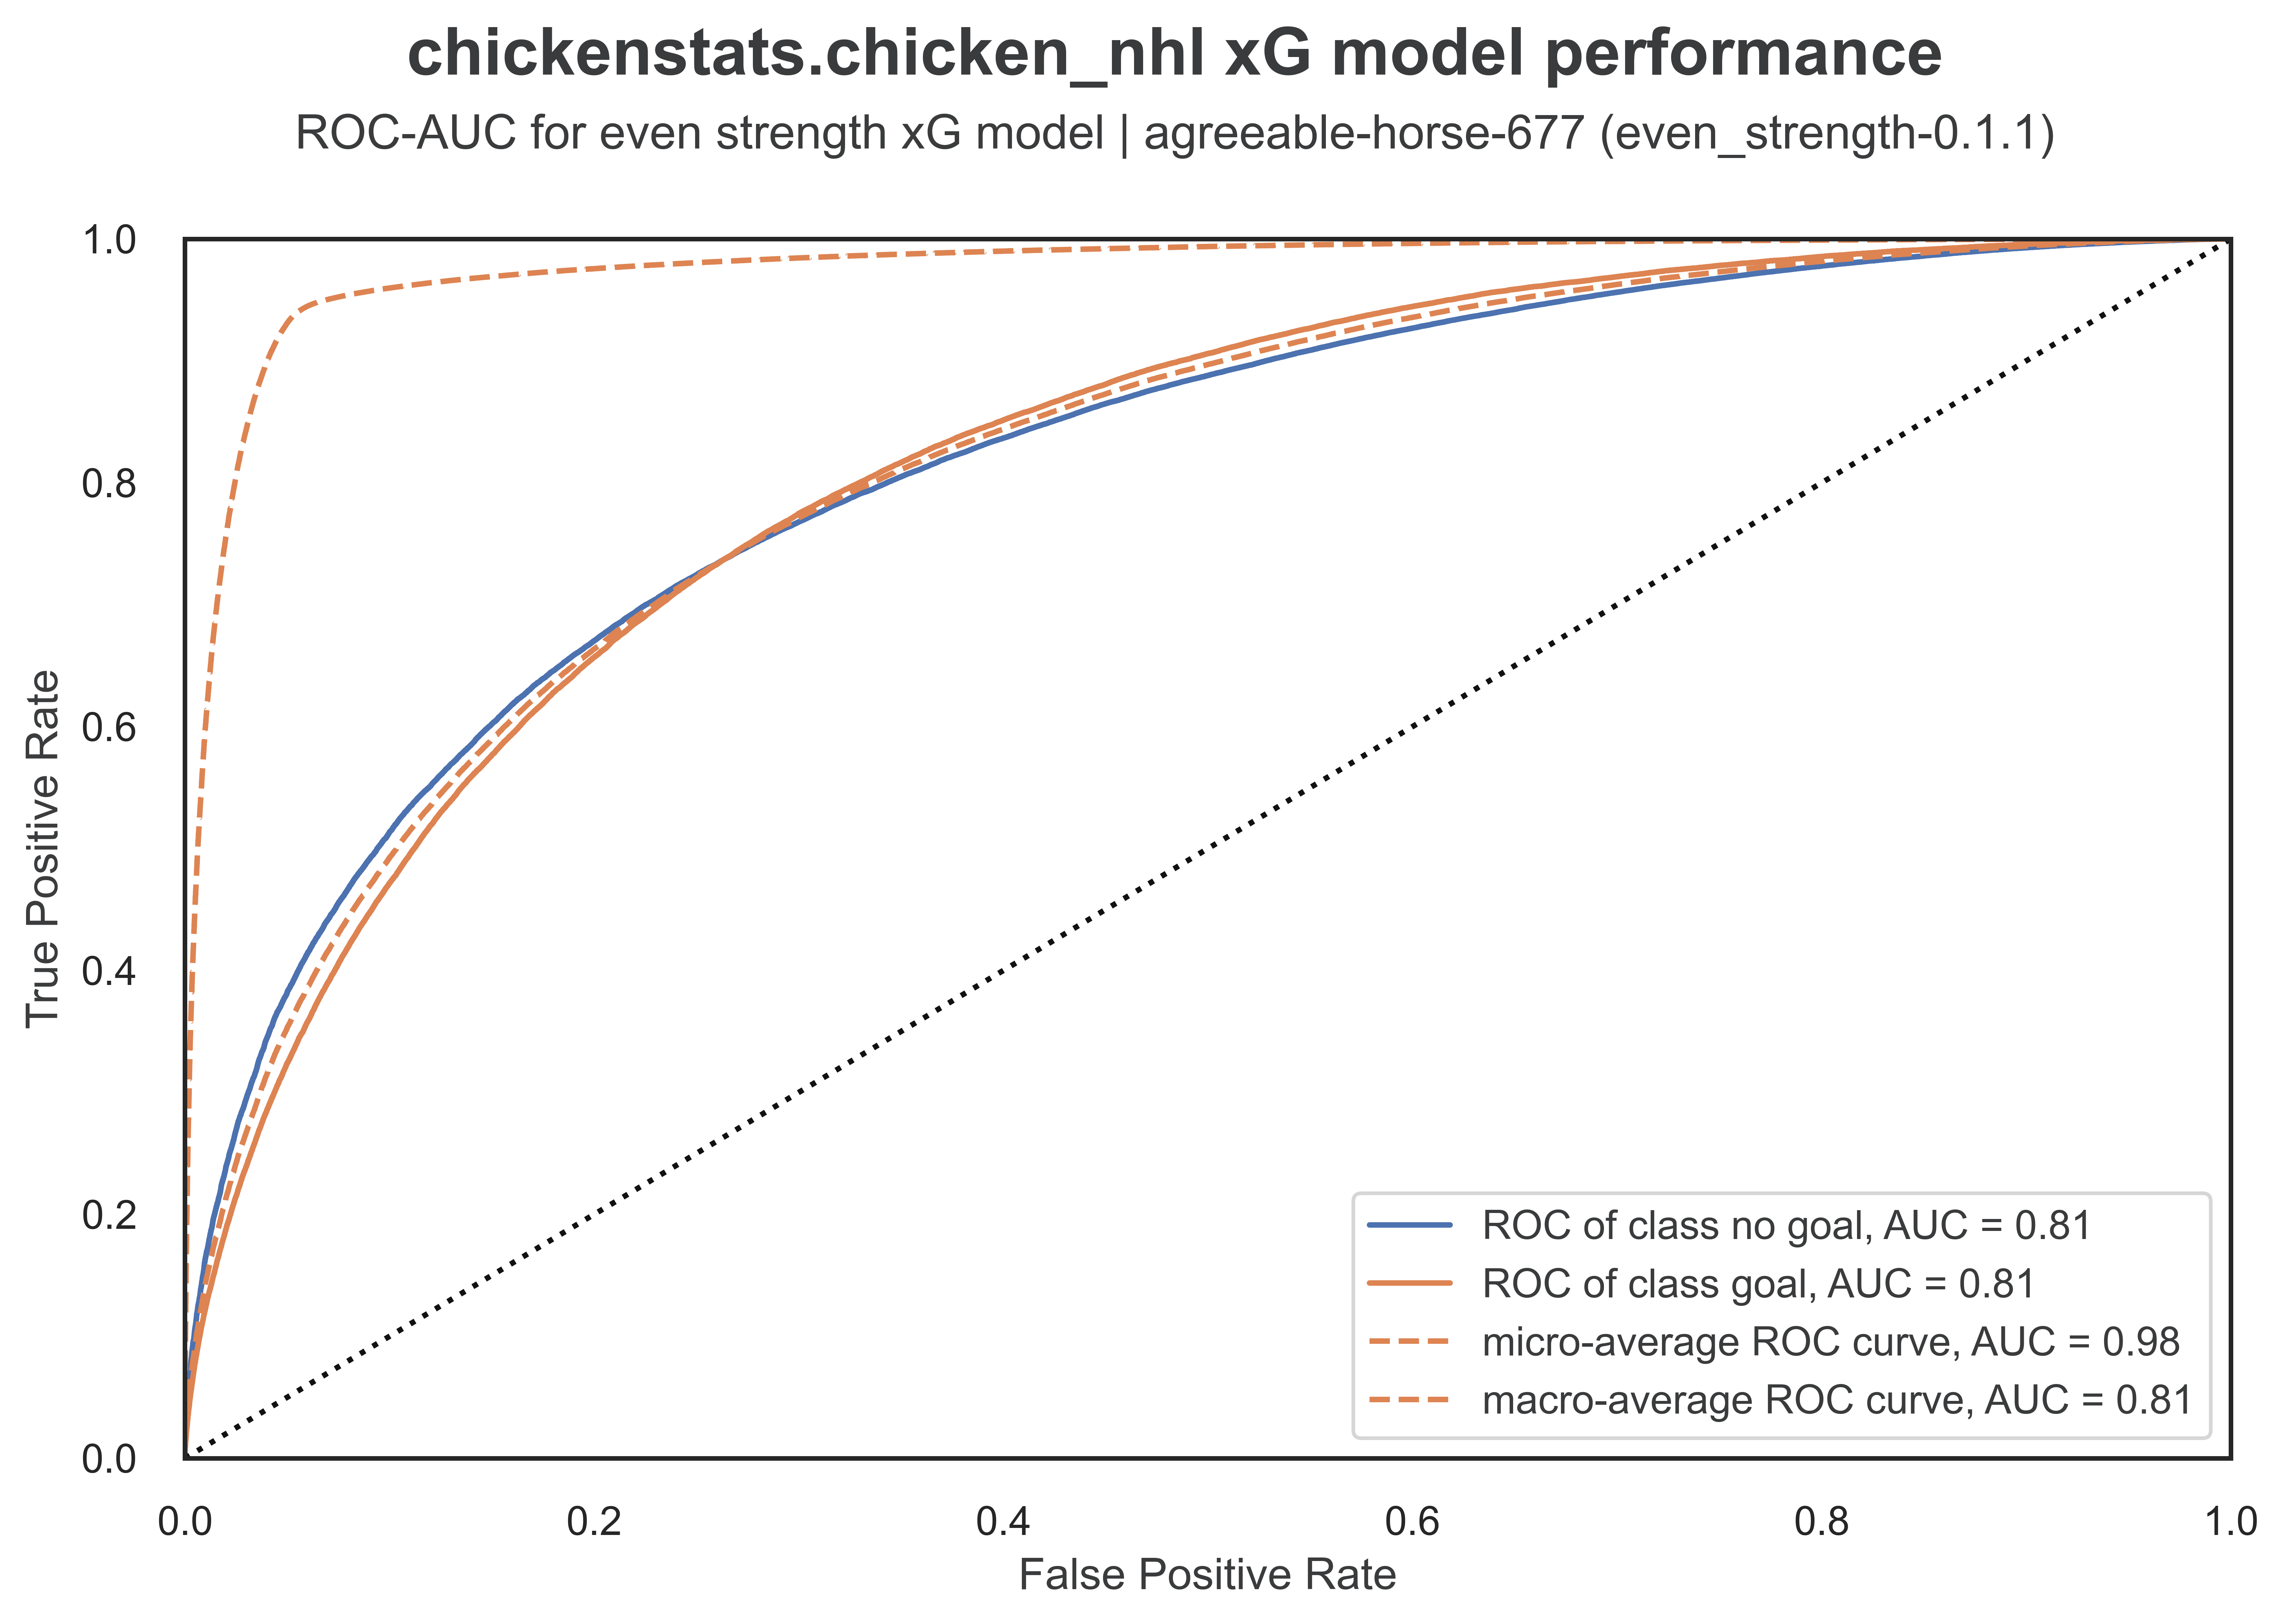 chickenstats.chicken_nhl xG model performance
ROC-AUC for even strength xG model | agreeable-horse-677 (even_strength-0.1.1)
1.0
0.8
0.6
0.4
0.2
0.0
True Positive Rate
ROC of class no goal, AUC = 0.81
ROC of class goal, AUC = 0.81
micro-average ROC curve, AUC = 0.98
macro-average ROC curve, AUC = 0.81
0.0 0.2 0.4 0.6 0.8 1.0
False Positive Rate